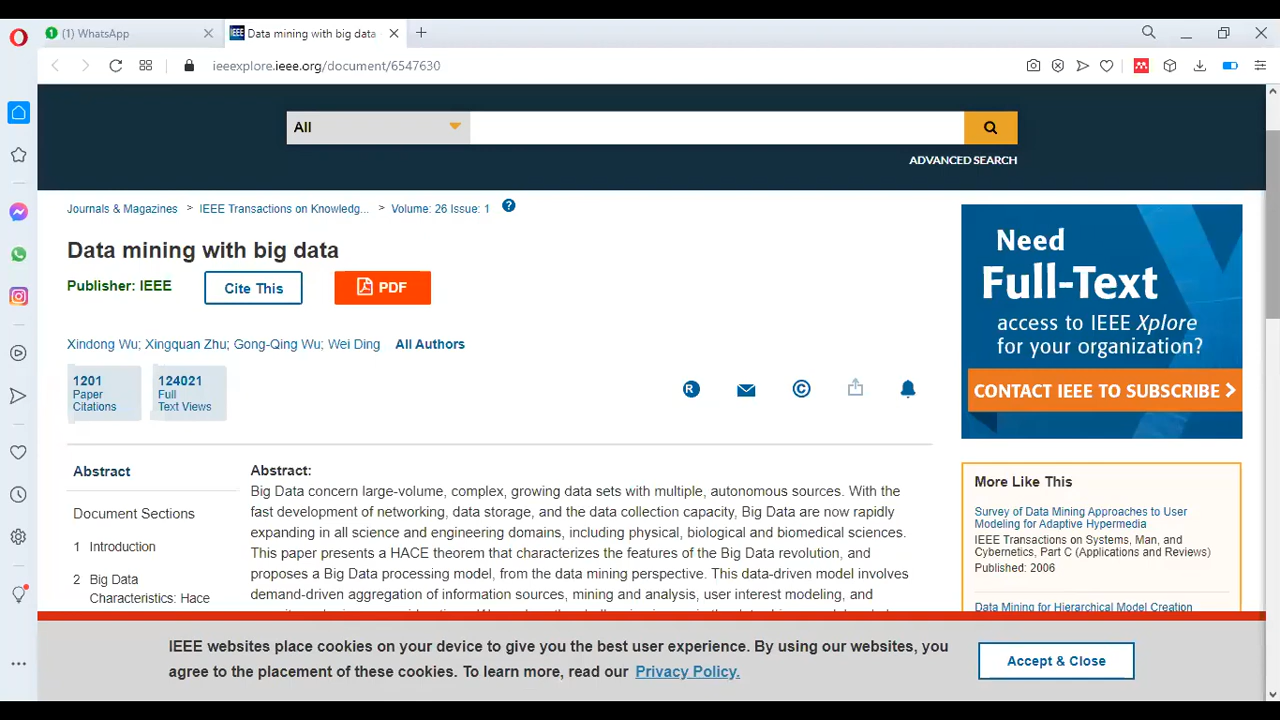 (1) WhatsApp
IEEE Data mining with big data
ieeexplore.ieee.org/document/6547630
All
ADVANCED SEARCH
Journals & Magazines > IEEE Transactions on Knowledg... > Volume: 26 Issue: 1 ?
Data mining with big data
Publisher: IEEE Cite This PDF
Xindong Wu; Xingquan Zhu; Gong-Qing Wu; Wei Ding All Authors
1201
Paper
Citations
124021
Full
Text Views
R
©
Need
Full-Text
access to IEEE Xplore
for your organization?
CONTACT IEEE TO SUBSCRIBE >
Abstract
Document Sections
1 Introduction
2 Big Data
Characteristics: Hace
Abstract:
Big Data concern large-volume, complex, growing data sets with multiple, autonomous sources. With the
fast development of networking, data storage, and the data collection capacity, Big Data are now rapidly
expanding in all science and engineering domains, including physical, biological and biomedical sciences.
This paper presents a HACE theorem that characterizes the features of the Big Data revolution, and
proposes a Big Data processing model, from the data mining perspective. This data-driven model involves
demand-driven aggregation of information sources, mining and analysis, user interest modeling, and
More Like This
Survey of Data Mining Approaches to User
Modeling for Adaptive Hypermedia
IEEE Transactions on Systems, Man, and
Cybernetics, Part C (Applications and Reviews)
Published: 2006
Data Mining for Hierarchical Model Creation
IEEE websites place cookies on your device to give you the best user experience. By using our websites, you
agree to the placement of these cookies. To learn more, read our Privacy Policy.
Accept & Close